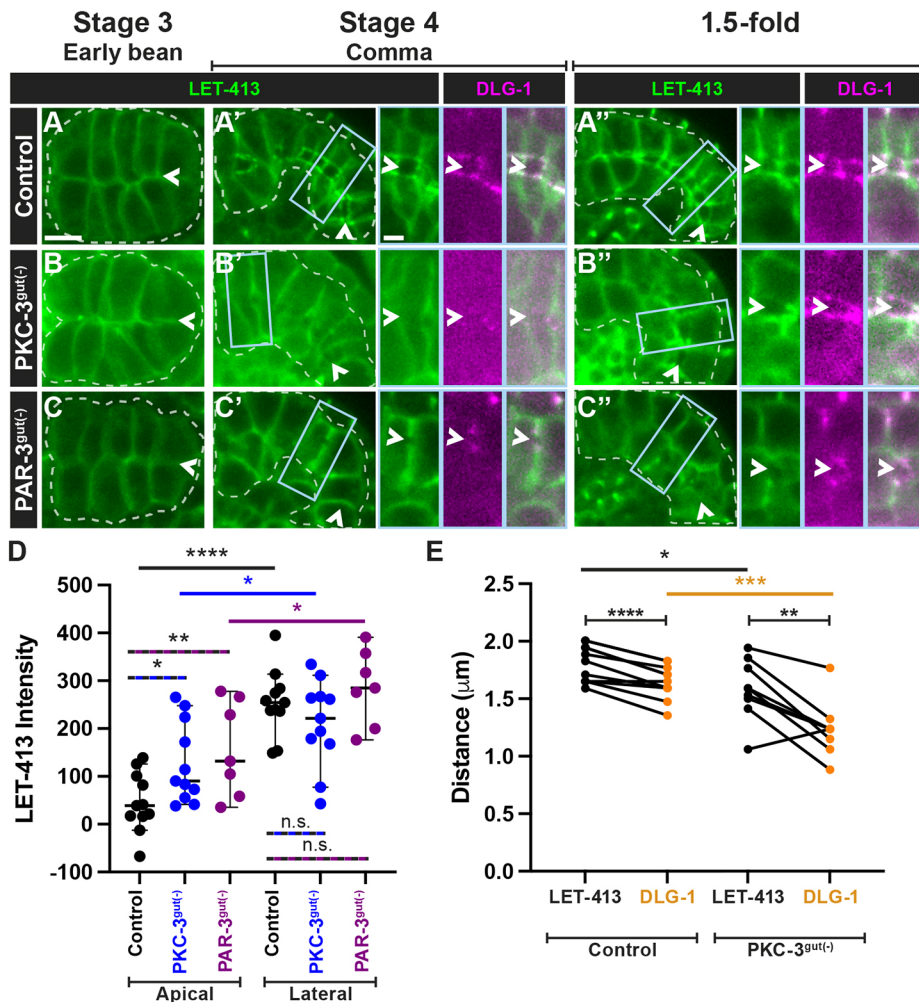 Stage 3
Early bean
Stage 4
Comma
1.5-fold
LET-413
DLG-1
LET-413
DLG-1
Control
A
A'
A"
PKC-3gut(-)
B
B'
B"
PAR-3gut(-)
C
C'
C"
D
LET-413 Intensity
500
400
300
200
100
0
-100
****
*
*
**
*
n.s.
n.s.
Control
PKC-3gut(-)
PAR-3gut(-)
Control
PKC-3gut(-)
PAR-3gut(-)
Apical
Lateral
E
Distance (μm)
2.5
2.0
1.5
1.0
0.5
0.0
*
***
****
**
LET-413
DLG-1
LET-413
DLG-1
Control
PKC-3gut(-)